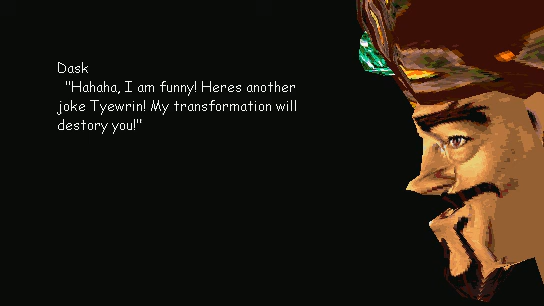 Dask
"Hahaha, I am funny! Heres another
joke Tyewrin! My transformation will
destory you!"